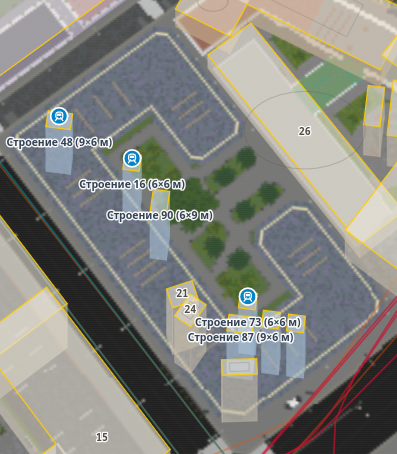 26
Строение 48 (9×6 м)
Строение 16 (6×6 м)
Строение 90 (6×9 м)
21
24
Строение 73 (6×6 м)
Строение 87 (9×6 м)
15